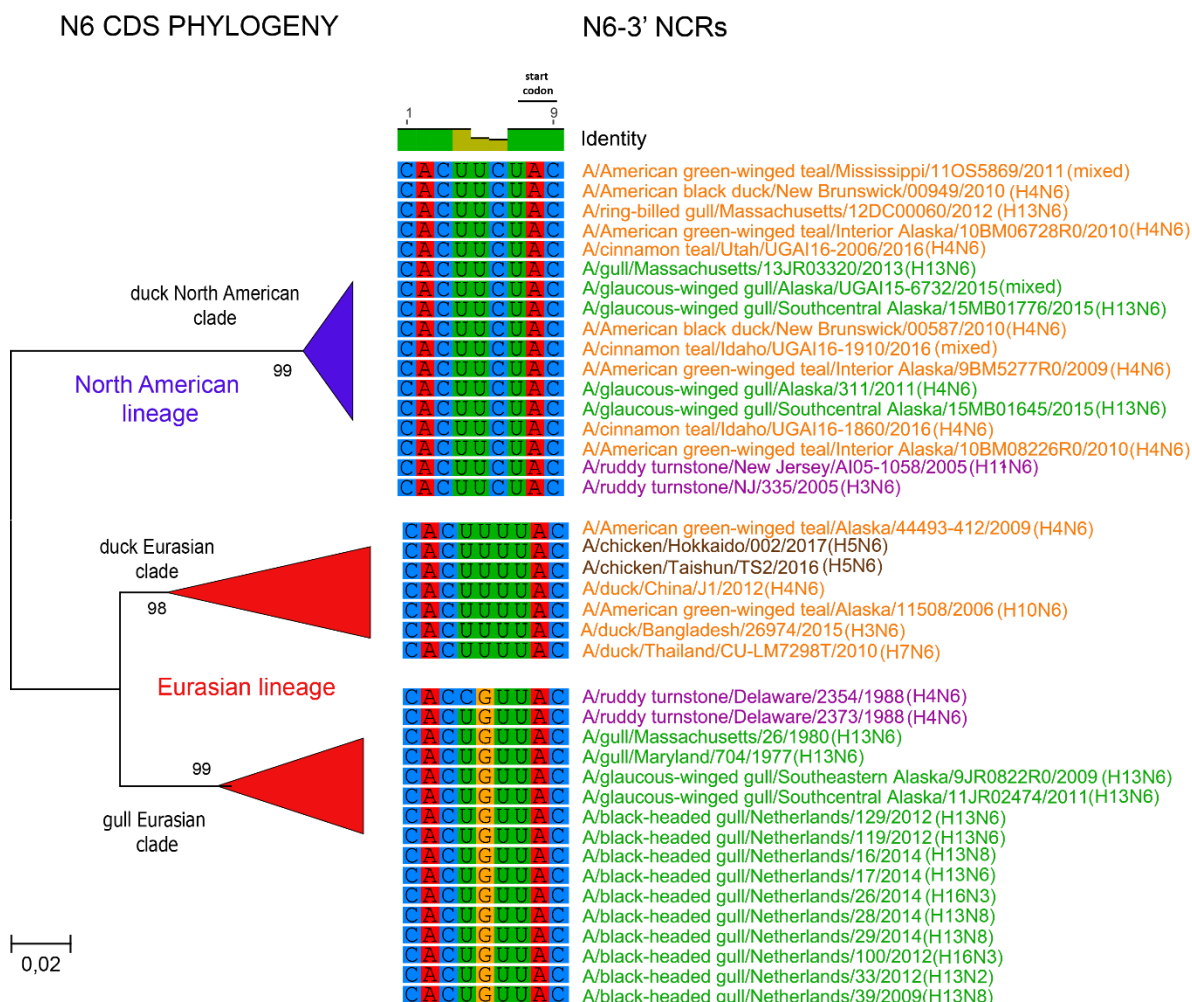 N6 CDS PHYLOGENY
N6-3' NCRs
start
codon
1 9
Identity
CACUUCUAC A/American green-winged teal/Mississippi/11OS5869/2011 (mixed)
CACUUCUAC A/American black duck/New Brunswick/00949/2010 (H4N6)
CACUUCUAC A/ring-billed gull/Massachusetts/12DC00060/2012 (H13N6)
CACUUCUAC A/American green-winged teal/Interior Alaska/10BM06728R0/2010 (H4N6)
CACUUCUAC A/cinnamon teal/Utah/UGAI16-2006/2016 (H4N6)
CACUUCUAC A/gull/Massachusetts/13JR03320/2013 (H13N6)
CACUUCUAC A/glaucous-winged gull/Alaska/UGAI15-6732/2015 (mixed)
CACUUCUAC A/glaucous-winged gull/Southcentral Alaska/15MB01776/2015 (H13N6)
CACUUCUAC A/American black duck/New Brunswick/00587/2010 (H4N6)
CACUUCUAC A/cinnamon teal/Idaho/UGAI16-1910/2016 (mixed)
CACUUCUAC A/American green-winged teal/Interior Alaska/9BM5277R0/2009 (H4N6)
CACUUCUAC A/glaucous-winged gull/Alaska/311/2011 (H4N6)
CACUUCUAC A/glaucous-winged gull/Southcentral Alaska/15MB01645/2015 (H13N6)
CACUUCUAC A/cinnamon teal/Idaho/UGAI16-1860/2016 (H4N6)
CACUUCUAC A/American green-winged teal/Interior Alaska/10BM08226R0/2010 (H4N6)
CACUUCUAC A/ruddy turnstone/New Jersey/AI05-1058/2005 (H11N6)
CACUUCUAC A/ruddy turnstone/NJ/335/2005 (H3N6)
duck North American
clade
99
North American
lineage
CACUUUUAC A/American green-winged teal/Alaska/44493-412/2009 (H4N6)
CACUUUUAC A/chicken/Hokkaido/002/2017 (H5N6)
CACUUUUAC A/chicken/Taishun/TS2/2016 (H5N6)
CACUUUUAC A/duck/China/J1/2012 (H4N6)
CACUUUUAC A/American green-winged teal/Alaska/11508/2006 (H10N6)
CACUUUUAC A/duck/Bangladesh/26974/2015 (H3N6)
CACUUUUAC A/duck/Thailand/CU-LM7298T/2010 (H7N6)
duck Eurasian
clade
98
Eurasian lineage
CACCGUUAC A/ruddy turnstone/Delaware/2354/1988 (H4N6)
CACUGUUAC A/ruddy turnstone/Delaware/2373/1988 (H4N6)
CACUGUUAC A/gull/Massachusetts/26/1980 (H13N6)
CACUGUUAC A/gull/Maryland/704/1977 (H13N6)
CACUGUUAC A/glaucous-winged gull/Southeastern Alaska/9JR0822R0/2009 (H13N6)
CACUGUUAC A/glaucous-winged gull/Southcentral Alaska/11JR02474/2011 (H13N6)
CACUGUUAC A/black-headed gull/Netherlands/129/2012 (H13N6)
CACUGUUAC A/black-headed gull/Netherlands/119/2012 (H13N6)
CACUGUUAC A/black-headed gull/Netherlands/16/2014 (H13N8)
CACUGUUAC A/black-headed gull/Netherlands/17/2014 (H13N6)
CACUGUUAC A/black-headed gull/Netherlands/26/2014 (H16N3)
CACUGUUAC A/black-headed gull/Netherlands/28/2014 (H13N8)
CACUGUUAC A/black-headed gull/Netherlands/29/2014 (H13N8)
CACUGUUAC A/black-headed gull/Netherlands/100/2012 (H16N3)
CACUGUUAC A/black-headed gull/Netherlands/33/2012 (H13N2)
CACUGUUAC A/black-headed gull/Netherlands/39/2009 (H13N8)
99
gull Eurasian
clade
0,02